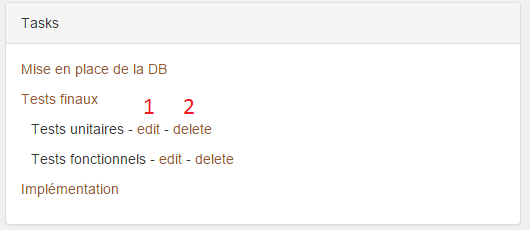 Tasks
Mise en place de la DB
Tests finaux
1 2
Tests unitaires - edit - delete
Tests fonctionnels - edit - delete
Implémentation